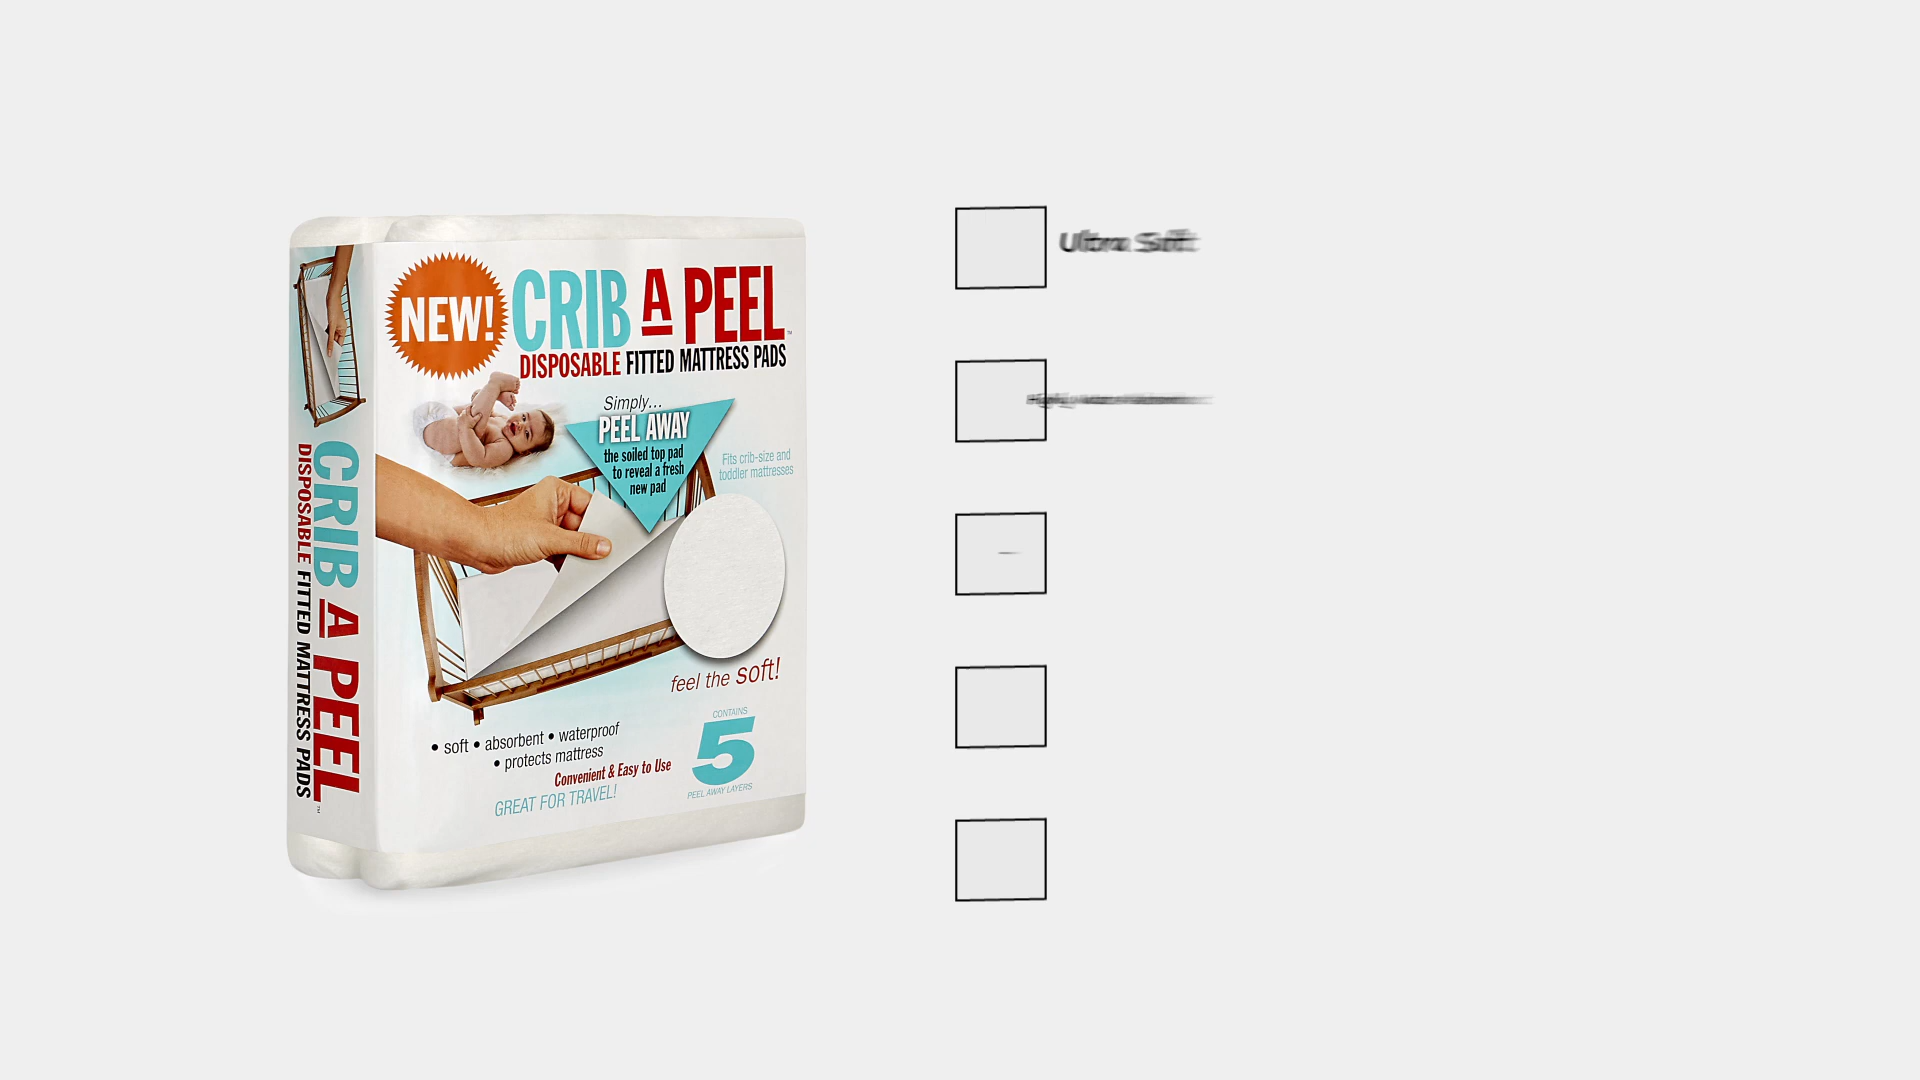 NEW!
CRIB A PEEL™
DISPOSABLE FITTED MATTRESS PADS
Simply...
PEEL AWAY
the soiled top pad
to reveal a fresh
new pad
Fits crib-size and
toddler mattresses
feel the soft!
• soft • absorbent • waterproof
• protects mattress
Convenient & Easy to Use
GREAT FOR TRAVEL!
CONTAINS
5
PEEL AWAY LAYERS
CRIB A PEEL™
DISPOSABLE FITTED MATTRESS PADS
Ultra Soft